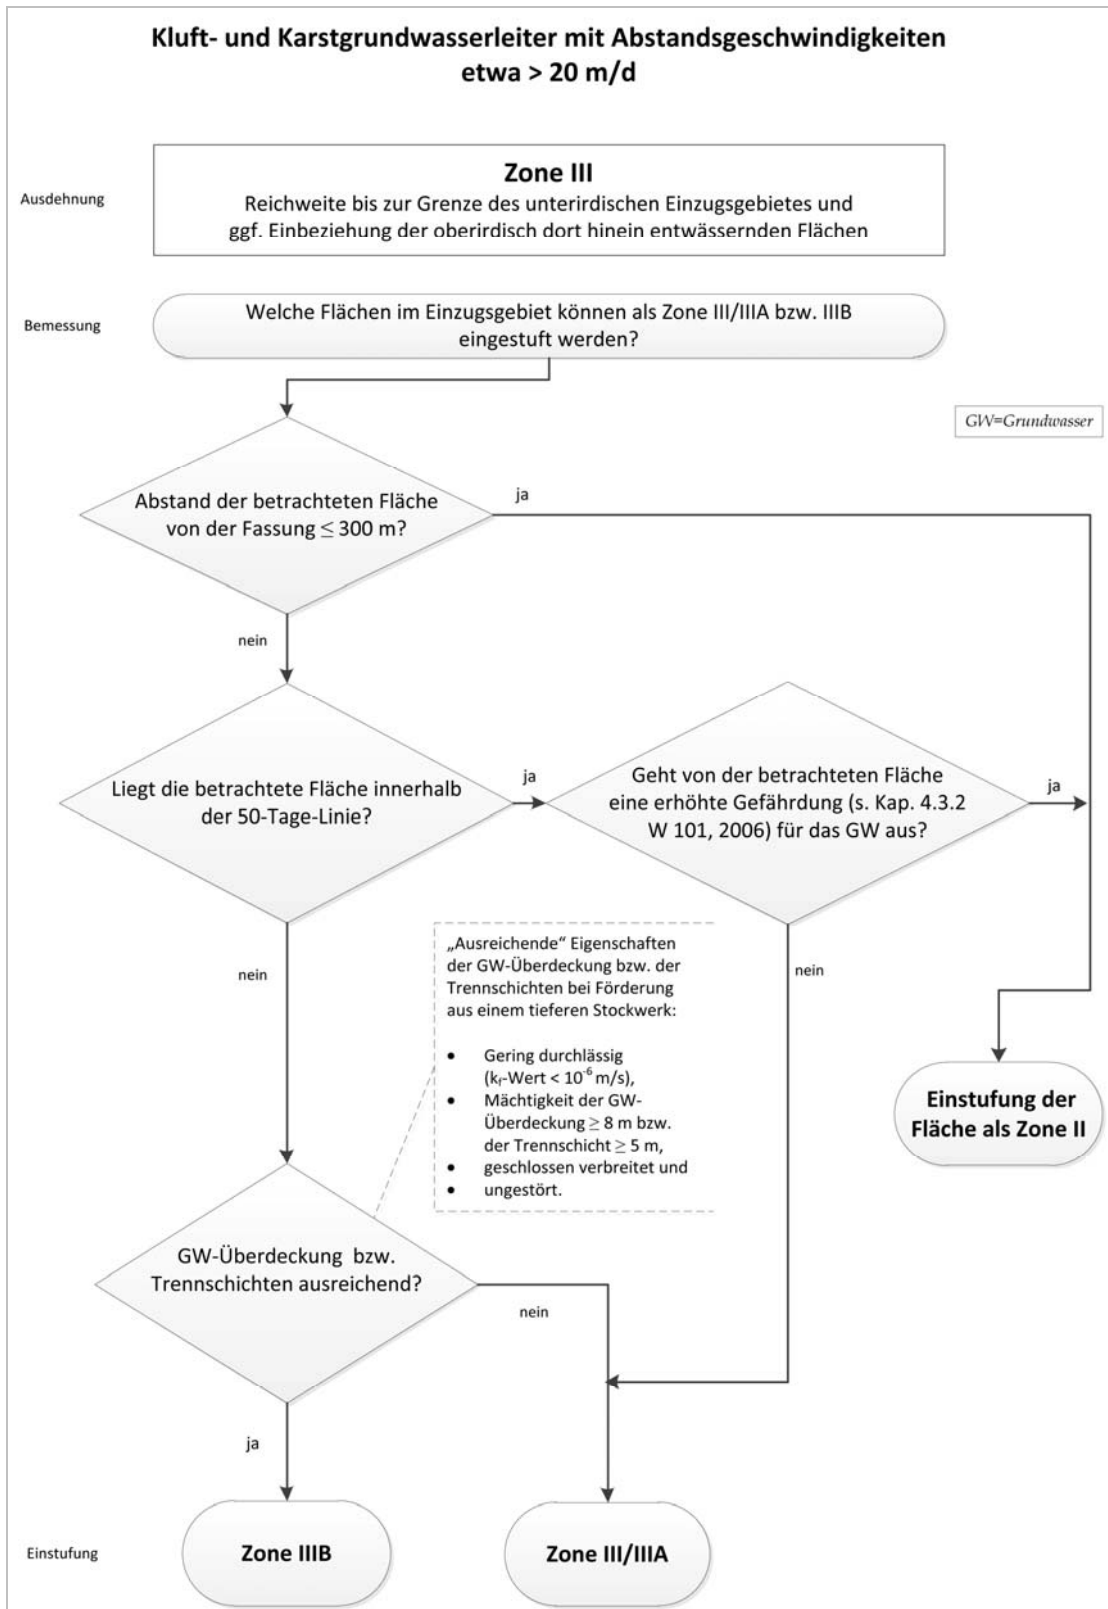 Kluft- und Karstgrundwasserleiter mit Abstandsgeschwindigkeiten
etwa > 20 m/d
Ausdehnung
Zone III
Reichweite bis zur Grenze des unterirdischen Einzugsgebietes und
ggf. Einbeziehung der oberirdisch dort hinein entwässernden Flächen
Bemessung
Welche Flächen im Einzugsgebiet können als Zone III/IIIA bzw. IIIB
eingestuft werden?
GW=Grundwasser
Abstand der betrachteten Fläche
von der Fassung ≤ 300 m?
ja
nein
Liegt die betrachtete Fläche innerhalb
der 50-Tage-Linie?
ja
Geht von der betrachteten Fläche
eine erhöhte Gefährdung (s. Kap. 4.3.2
W 101, 2006) für das GW aus?
ja
nein
nein
„Ausreichende“ Eigenschaften
der GW-Überdeckung bzw. der
Trennschichten bei Förderung
aus einem tieferen Stockwerk:
• Gering durchlässig
(kf-Wert < 10⁻⁶ m/s),
• Mächtigkeit der GW-
Überdeckung ≥ 8 m bzw.
der Trennschicht ≥ 5 m,
• geschlossen verbreitet und
• ungestört.
Einstufung der
Fläche als Zone II
GW-Überdeckung bzw.
Trennschichten ausreichend?
nein
ja
Einstufung
Zone IIIB
Zone III/IIIA